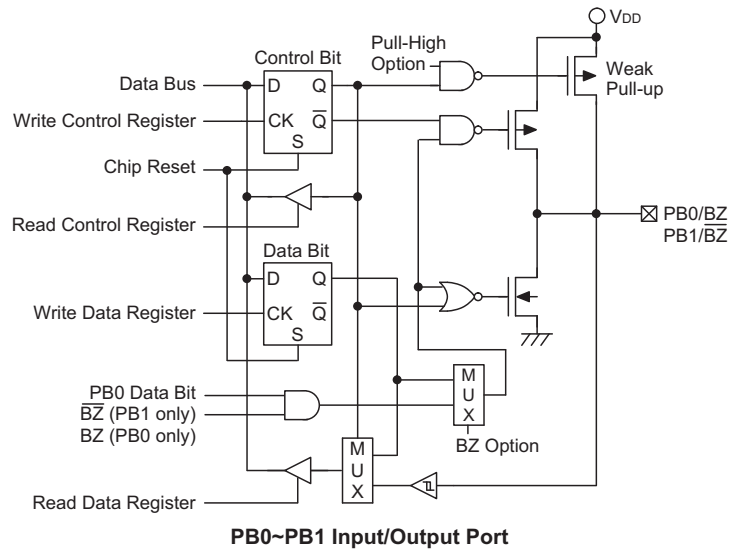 VDD
Control Bit
Pull-High
Option
Weak
Pull-up
Data Bus
D
Q
Write Control Register
CK
Q̅
S
Chip Reset
Read Control Register
PB0/BZ
PB1/B̅Z̅
Data Bit
D
Q
Write Data Register
CK
Q̅
S
M
U
X
PB0 Data Bit
B̅Z̅ (PB1 only)
BZ (PB0 only)
BZ Option
M
U
X
Read Data Register
PB0~PB1 Input/Output Port